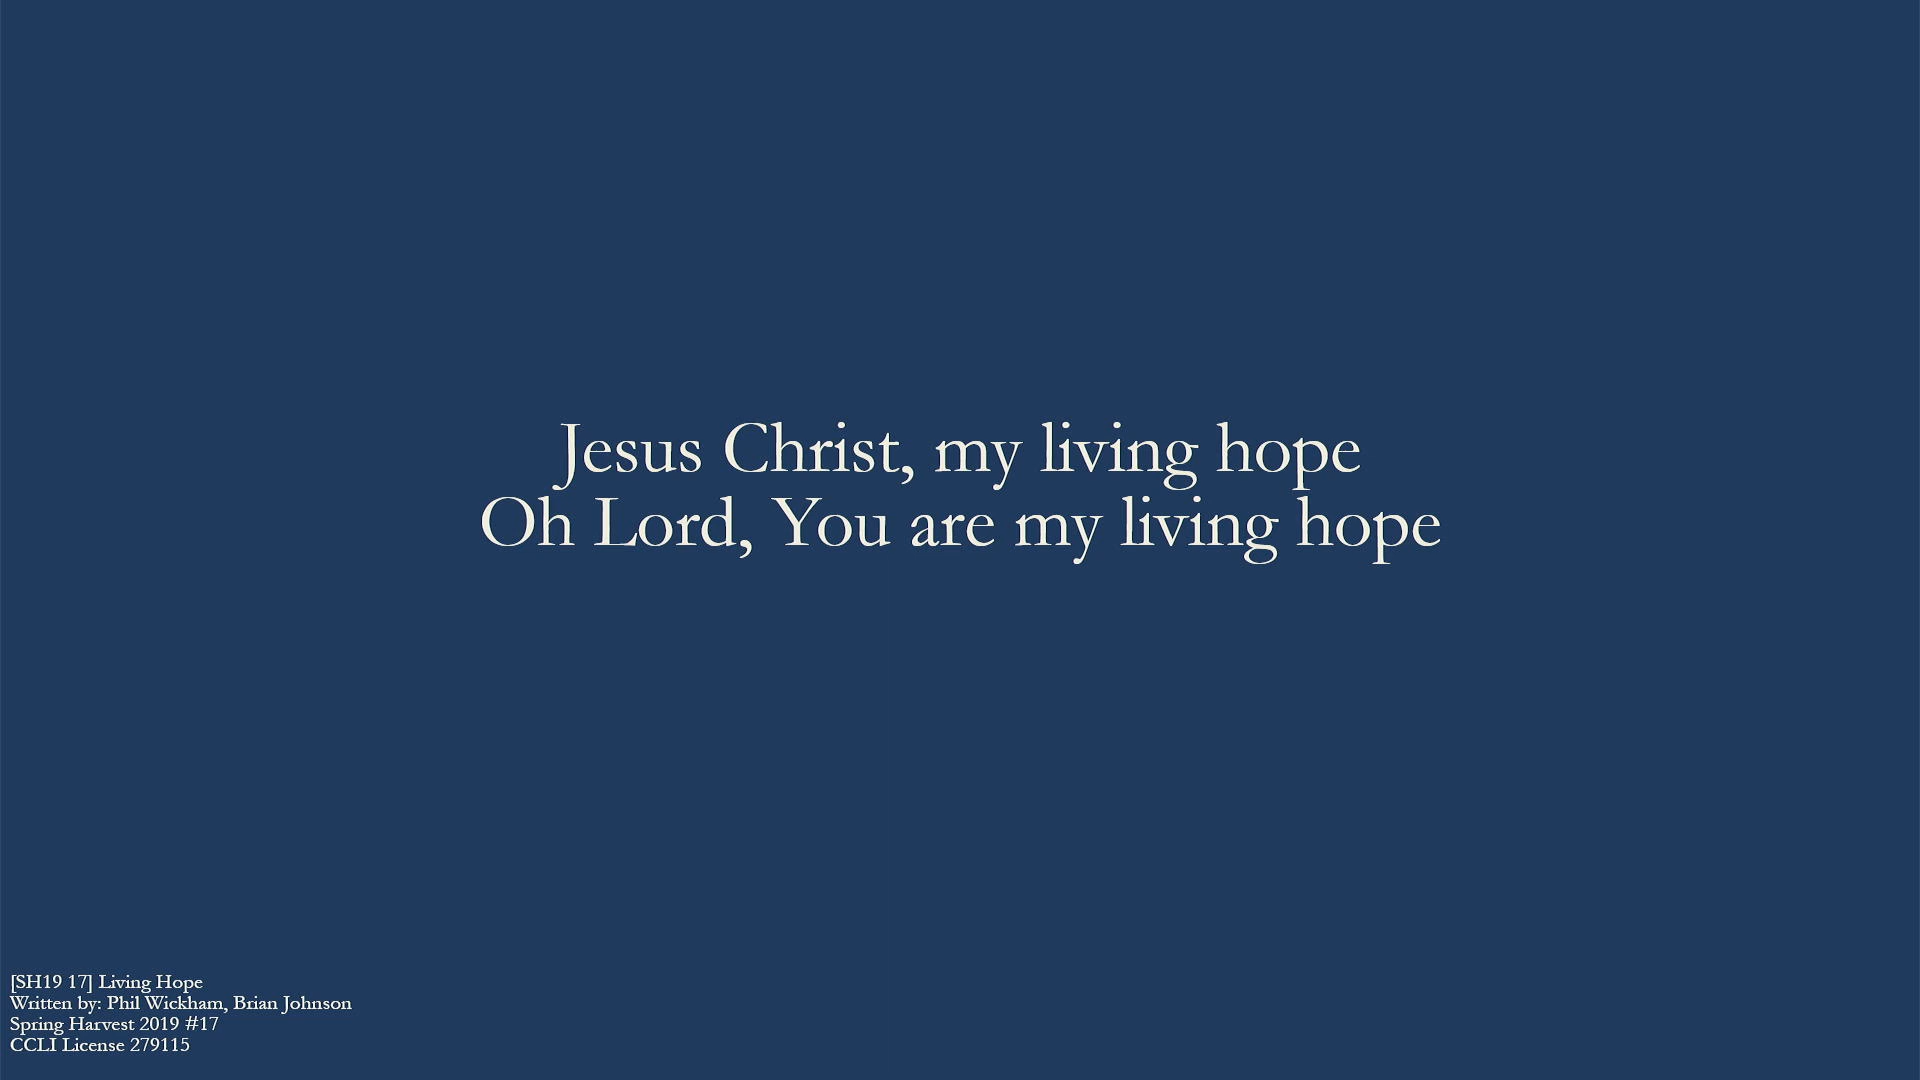 Jesus Christ, my living hope
Oh Lord, You are my living hope
[SH19 17] Living Hope
Written by: Phil Wickham, Brian Johnson
Spring Harvest 2019 #17
CCLI License 279115